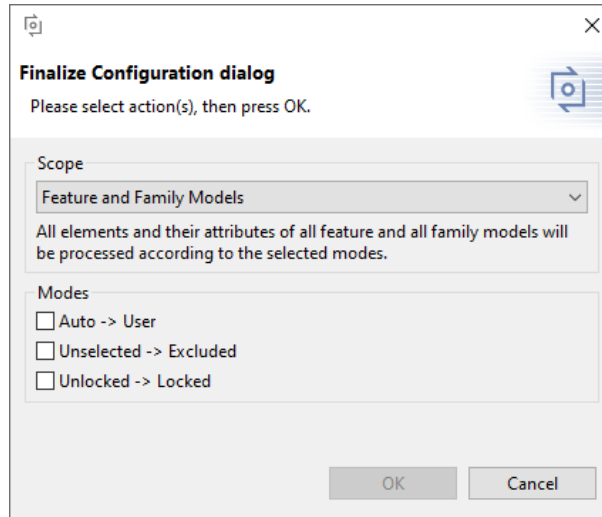 Finalize Configuration dialog
Please select action(s), then press OK.
Scope
Feature and Family Models
All elements and their attributes of all feature and all family models will
be processed according to the selected modes.
Modes
Auto -> User
Unselected -> Excluded
Unlocked -> Locked
OK
Cancel